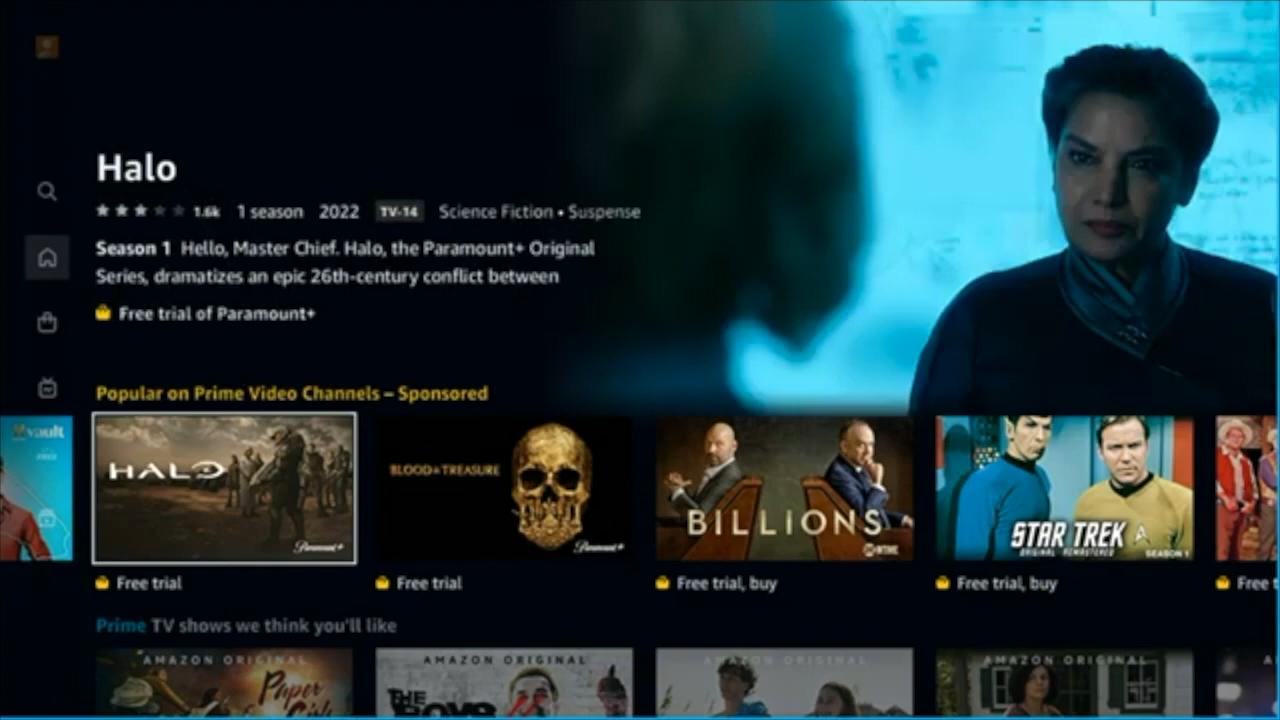 Halo
1.6k 1 season 2022 TV-14 Science Fiction • Suspense
Season 1 Hello, Master Chief. Halo, the Paramount+ Original
Series, dramatizes an epic 26th-century conflict between
Free trial of Paramount+
Popular on Prime Video Channels – Sponsored
vault
HALO
Paramount+
BLOOD & TREASURE
Paramount+
BILLIONS
SHOWTIME
STAR TREK
ORIGINAL REMASTERED
SEASON 1
Free trial
Free trial
Free trial, buy
Free trial, buy
Free t
Prime TV shows we think you'll like
AMAZON ORIGINAL
Paper
AMAZON ORIGINAL
THE
BOYS
AMAZON ORIGINAL
AMAZON ORIGINAL